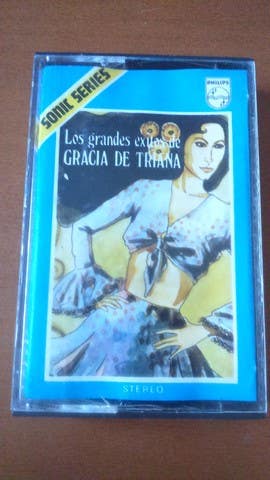 SONIC SERIES
PHILIPS
Los grandes exitos de
GRACIA DE TRIANA
STEREO